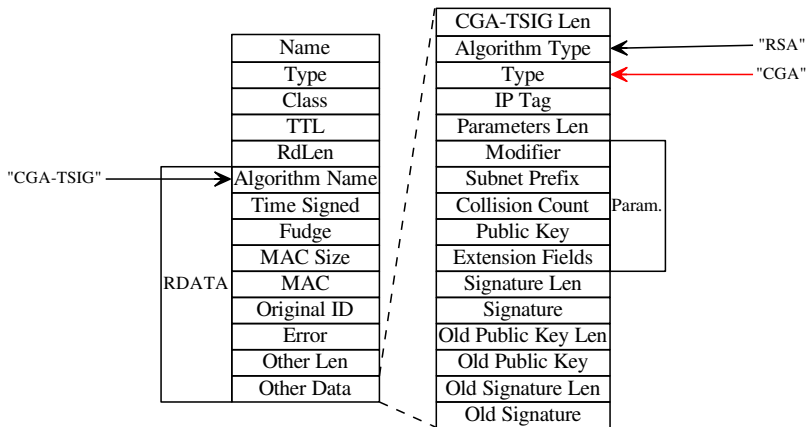 "CGA-TSIG"
RDATA
Name
Type
Class
TTL
RdLen
Algorithm Name
Time Signed
Fudge
MAC Size
MAC
Original ID
Error
Other Len
Other Data
CGA-TSIG Len
Algorithm Type
Type
IP Tag
Parameters Len
Modifier
Subnet Prefix
Collision Count
Public Key
Extension Fields
Signature Len
Signature
Old Public Key Len
Old Public Key
Old Signature Len
Old Signature
Param.
"RSA"
"CGA"